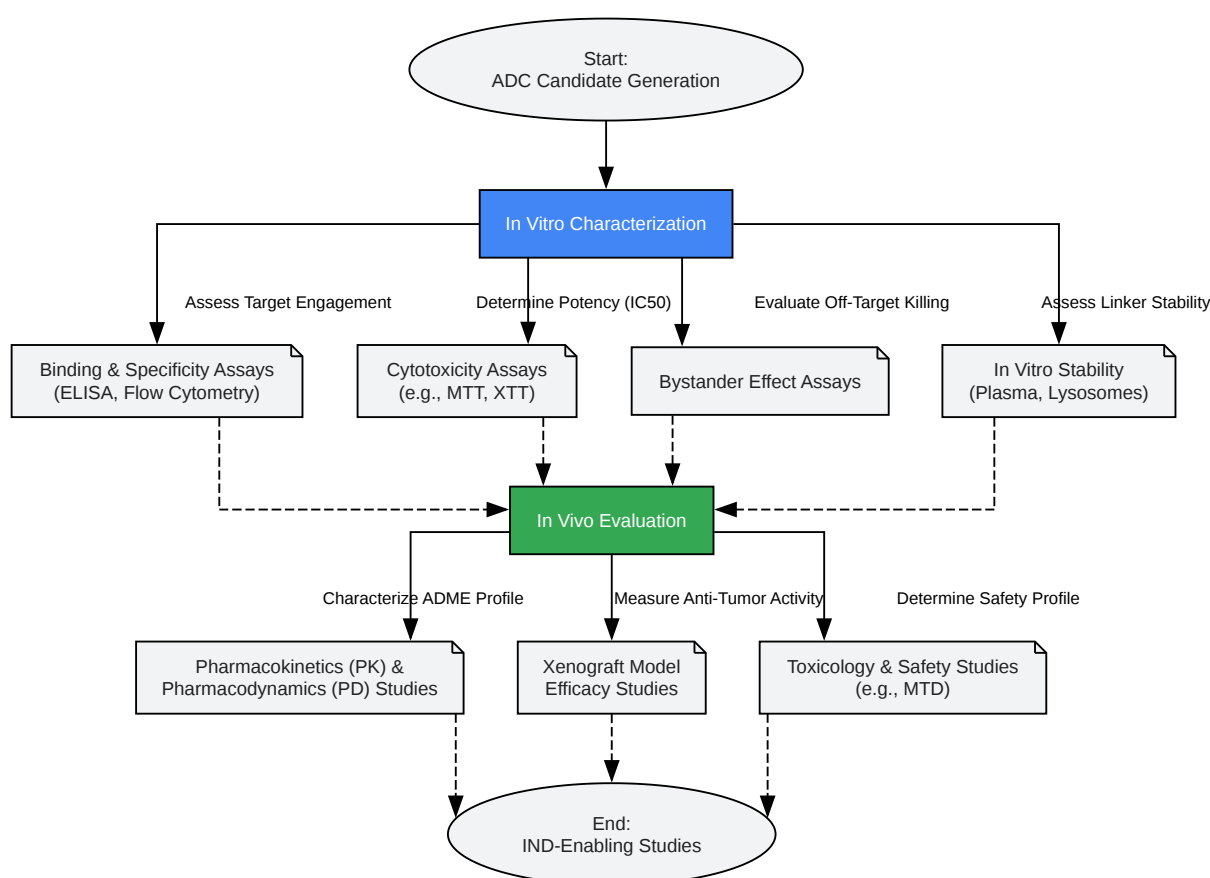 Start:
ADC Candidate Generation
In Vitro Characterization
Assess Target Engagement
Determine Potency (IC50)
Evaluate Off-Target Killing
Assess Linker Stability
Binding & Specificity Assays
(ELISA, Flow Cytometry)
Cytotoxicity Assays
(e.g., MTT, XTT)
Bystander Effect Assays
In Vitro Stability
(Plasma, Lysosomes)
In Vivo Evaluation
Characterize ADME Profile
Measure Anti-Tumor Activity
Determine Safety Profile
Pharmacokinetics (PK) &
Pharmacodynamics (PD) Studies
Xenograft Model
Efficacy Studies
Toxicology & Safety Studies
(e.g., MTD)
End:
IND-Enabling Studies